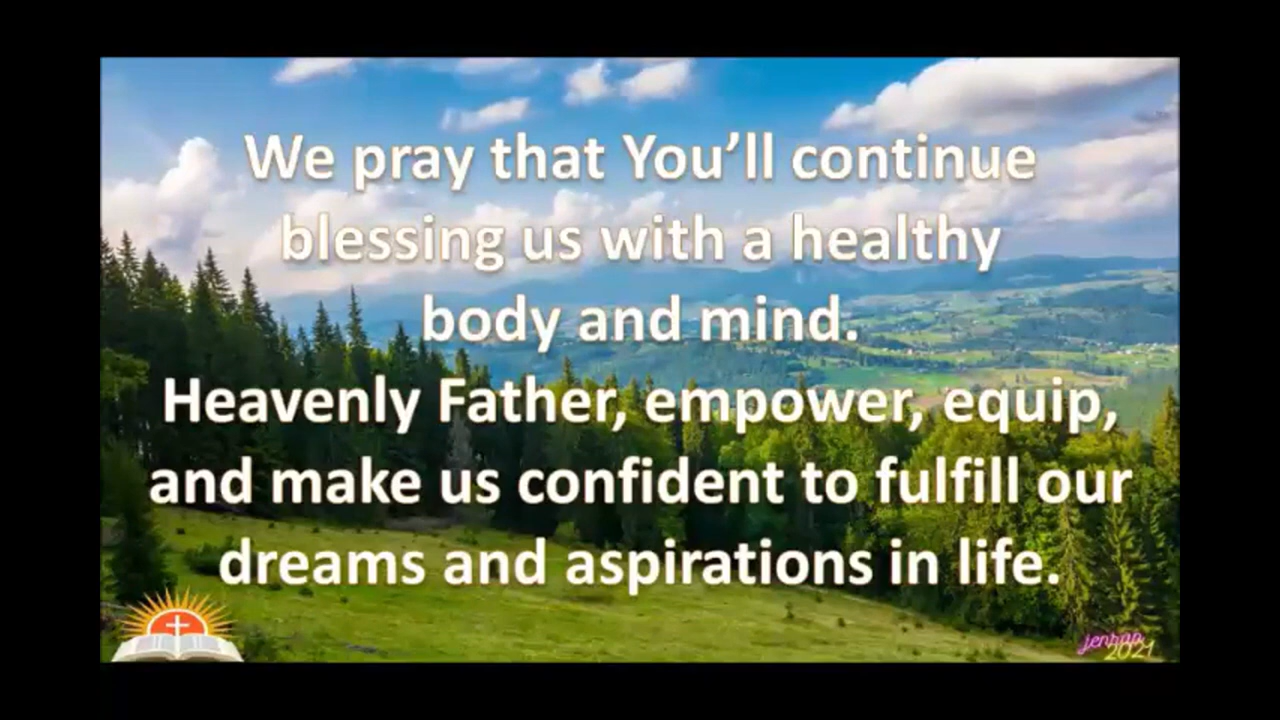 We pray that You’ll continue
blessing us with a healthy
body and mind.
Heavenly Father, empower, equip,
and make us confident to fulfill our
dreams and aspirations in life.
2021